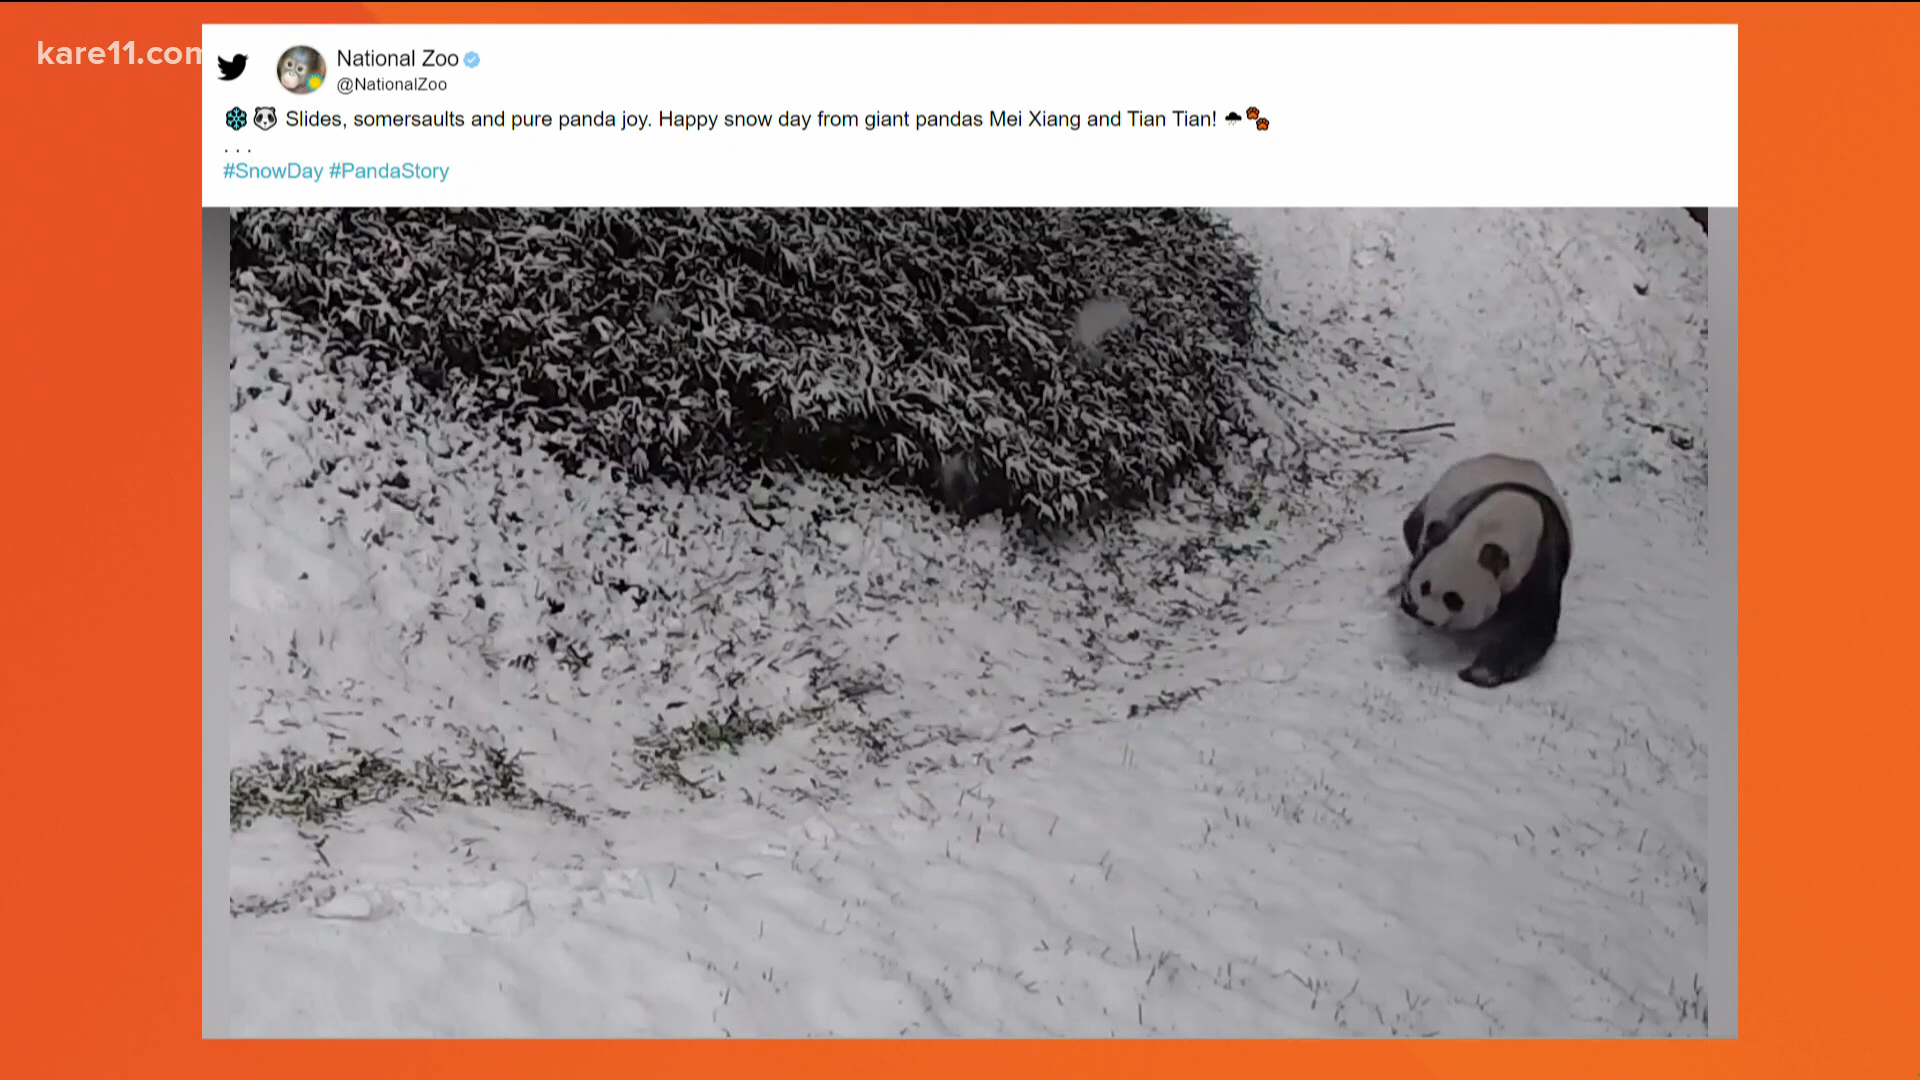 kare11.com
National Zoo
@NationalZoo
❄️🐼 Slides, somersaults and pure panda joy. Happy snow day from giant pandas Mei Xiang and Tian Tian! 🌨️🐾
. . .
#SnowDay #PandaStory